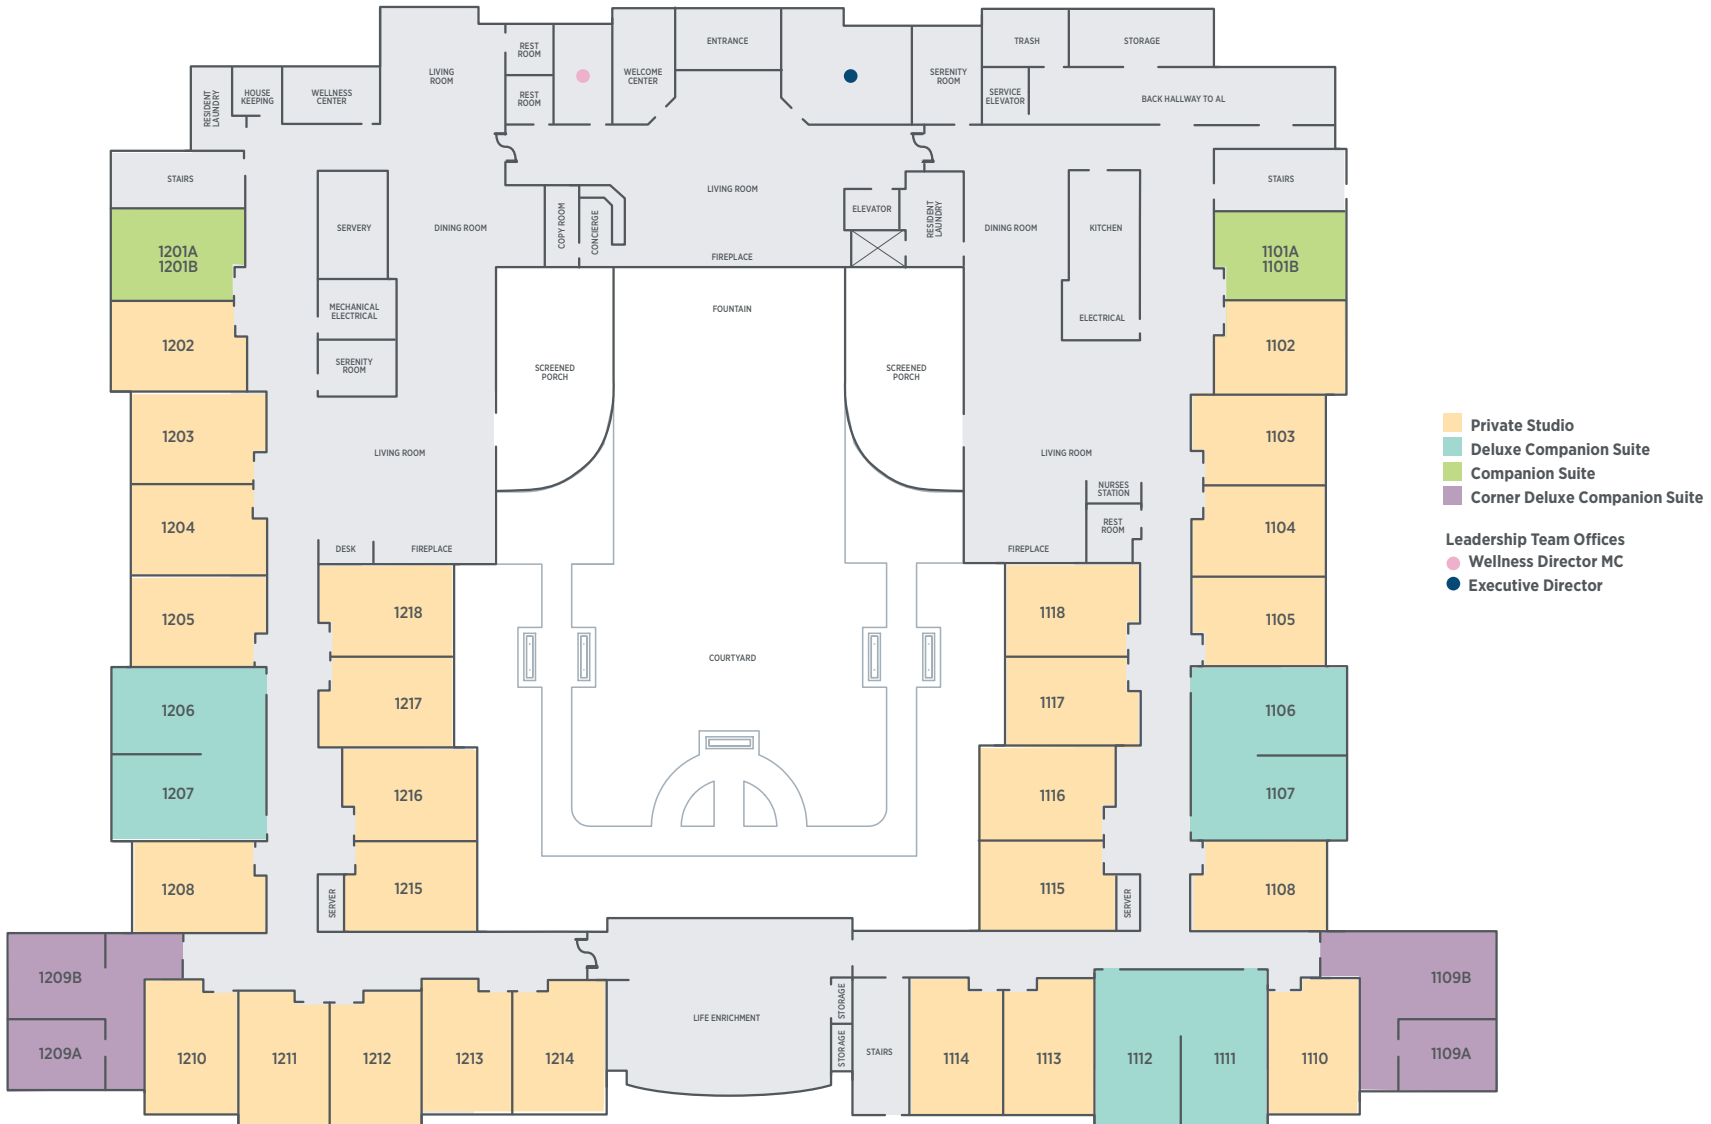 LIVING
ROOM
REST
ROOM
REST
ROOM
WELCOME
CENTER
ENTRANCE
SERENITY
ROOM
TRASH
STORAGE
SERVICE
ELEVATOR
BACK HALLWAY TO AL
RESIDENT
LAUNDRY
HOUSE
KEEPING
WELLNESS
CENTER
STAIRS
SERVERY
DINING ROOM
COPY ROOM
CONCIERGE
LIVING ROOM
FIREPLACE
ELEVATOR
RESIDENT
LAUNDRY
DINING ROOM
KITCHEN
ELECTRICAL
STAIRS
1201A
1201B
1101A
1101B
MECHANICAL
ELECTRICAL
FOUNTAIN
1202
SERENITY
ROOM
SCREENED
PORCH
SCREENED
PORCH
1102
1203
LIVING ROOM
LIVING ROOM
1103
NURSES
STATION
REST
ROOM
1204
1104
DESK
FIREPLACE
FIREPLACE
1205
1218
1118
1105
COURTYARD
1206
1217
1117
1106
1207
1216
1116
1107
1208
SERVER
1215
1115
SERVER
1108
1209B
1209A
1210
1211
1212
1213
1214
LIFE ENRICHMENT
STORAGE
STORAGE
STAIRS
1114
1113
1112
1111
1110
1109B
1109A
Private Studio
Deluxe Companion Suite
Companion Suite
Corner Deluxe Companion Suite
Leadership Team Offices
Wellness Director MC
Executive Director